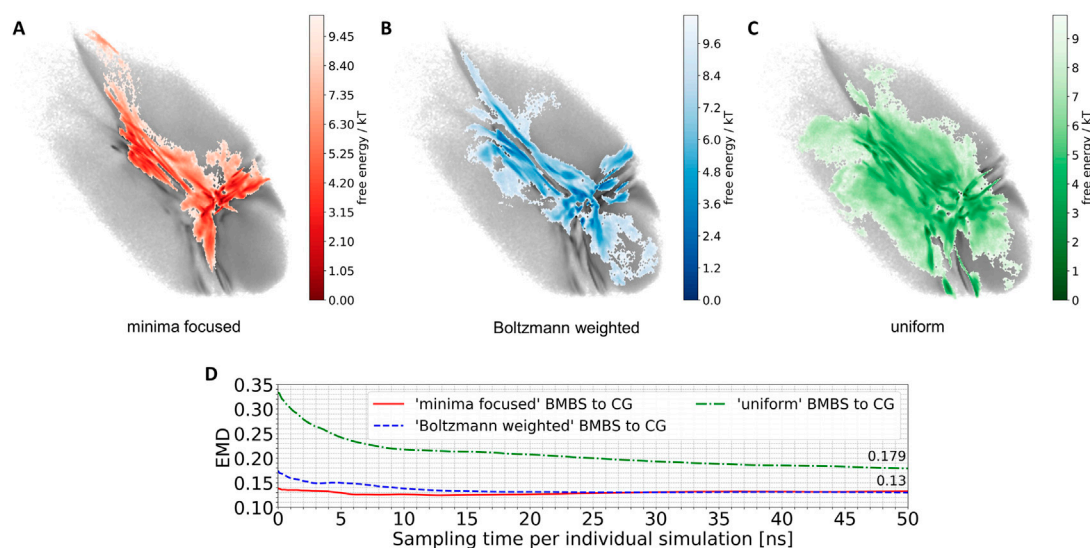 A
9.45
8.40
7.35
6.30
5.25
4.20
3.15
2.10
1.05
0.00
free energy / kT
minima focused
B
9.6
8.4
7.2
6.0
4.8
3.6
2.4
1.2
0.0
free energy / kT
Boltzmann weighted
C
9
8
7
6
5
4
3
2
1
0
free energy / kT
uniform
D
0.35
0.30
0.25
0.20
0.15
0.10
EMD
'minima focused' BMBS to CG
'Boltzmann weighted' BMBS to CG
'uniform' BMBS to CG
0.179
0.13
0 5 10 15 20 25 30 35 40 45 50
Sampling time per individual simulation [ns]